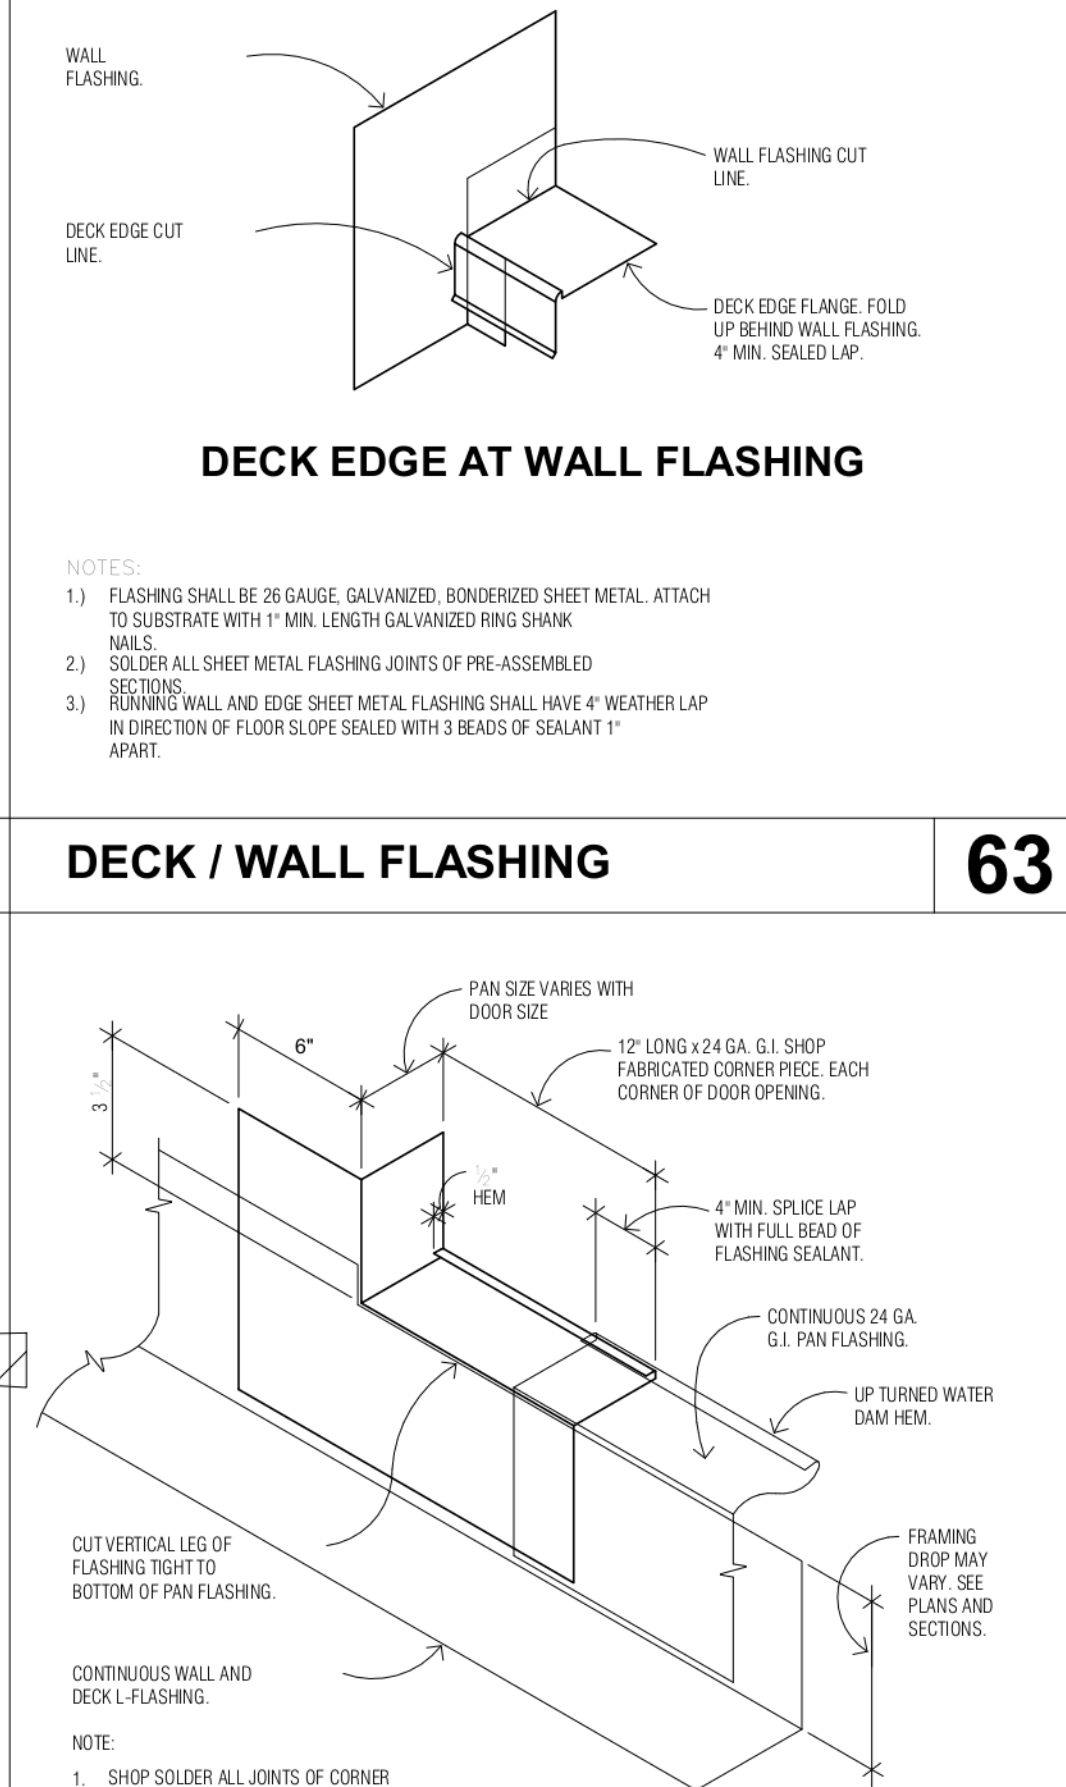 WALL
FLASHING.
WALL FLASHING CUT
LINE.
DECK EDGE CUT
LINE.
DECK EDGE FLANGE. FOLD
UP BEHIND WALL FLASHING.
4" MIN. SEALED LAP.
DECK EDGE AT WALL FLASHING
NOTES:
1.) FLASHING SHALL BE 26 GAUGE, GALVANIZED, BONDERIZED SHEET METAL. ATTACH
TO SUBSTRATE WITH 1" MIN. LENGTH GALVANIZED RING SHANK
NAILS.
2.) SOLDER ALL SHEET METAL FLASHING JOINTS OF PRE-ASSEMBLED
SECTIONS.
3.) RUNNING WALL AND EDGE SHEET METAL FLASHING SHALL HAVE 4" WEATHER LAP
IN DIRECTION OF FLOOR SLOPE SEALED WITH 3 BEADS OF SEALANT 1"
APART.
DECK / WALL FLASHING
63
PAN SIZE VARIES WITH
DOOR SIZE
6"
12" LONG x 24 GA. G.I. SHOP
FABRICATED CORNER PIECE. EACH
CORNER OF DOOR OPENING.
3 ½"
½"
HEM
4" MIN. SPLICE LAP
WITH FULL BEAD OF
FLASHING SEALANT.
CONTINUOUS 24 GA.
G.I. PAN FLASHING.
UP TURNED WATER
DAM HEM.
CUT VERTICAL LEG OF
FLASHING TIGHT TO
BOTTOM OF PAN FLASHING.
FRAMING
DROP MAY
VARY. SEE
PLANS AND
SECTIONS.
CONTINUOUS WALL AND
DECK L-FLASHING.
NOTE:
1. SHOP SOLDER ALL JOINTS OF CORNER